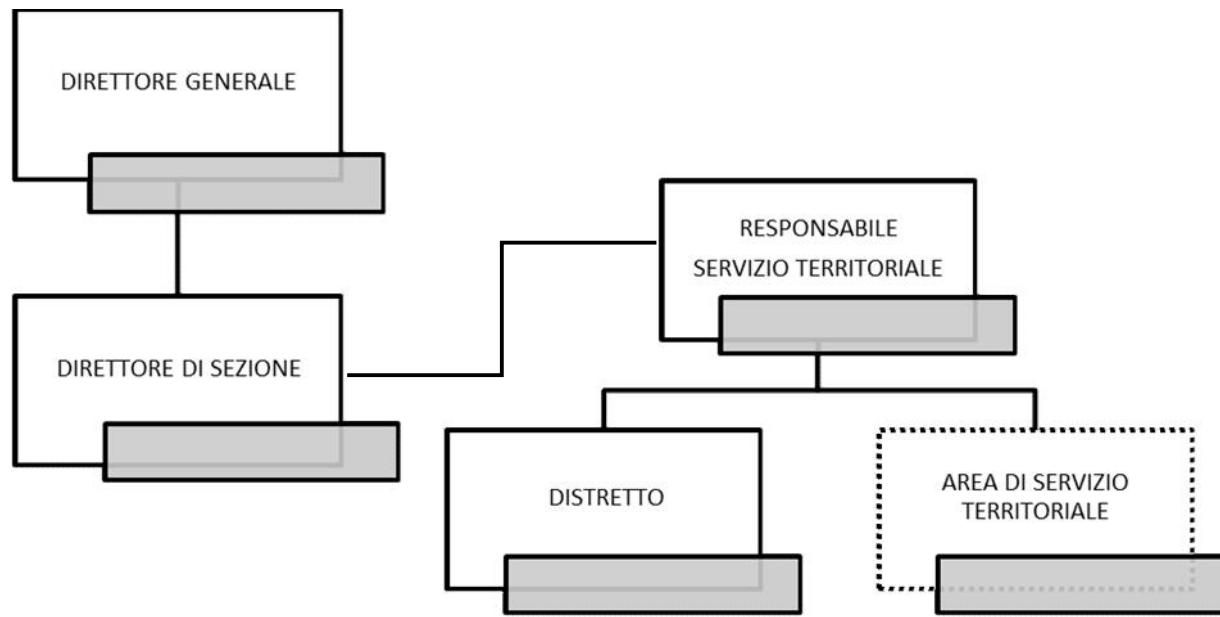 DIRETTORE GENERALE
RESPONSABILE
SERVIZIO TERRITORIALE
DIRETTORE DI SEZIONE
DISTRETTO
AREA DI SERVIZIO
TERRITORIALE